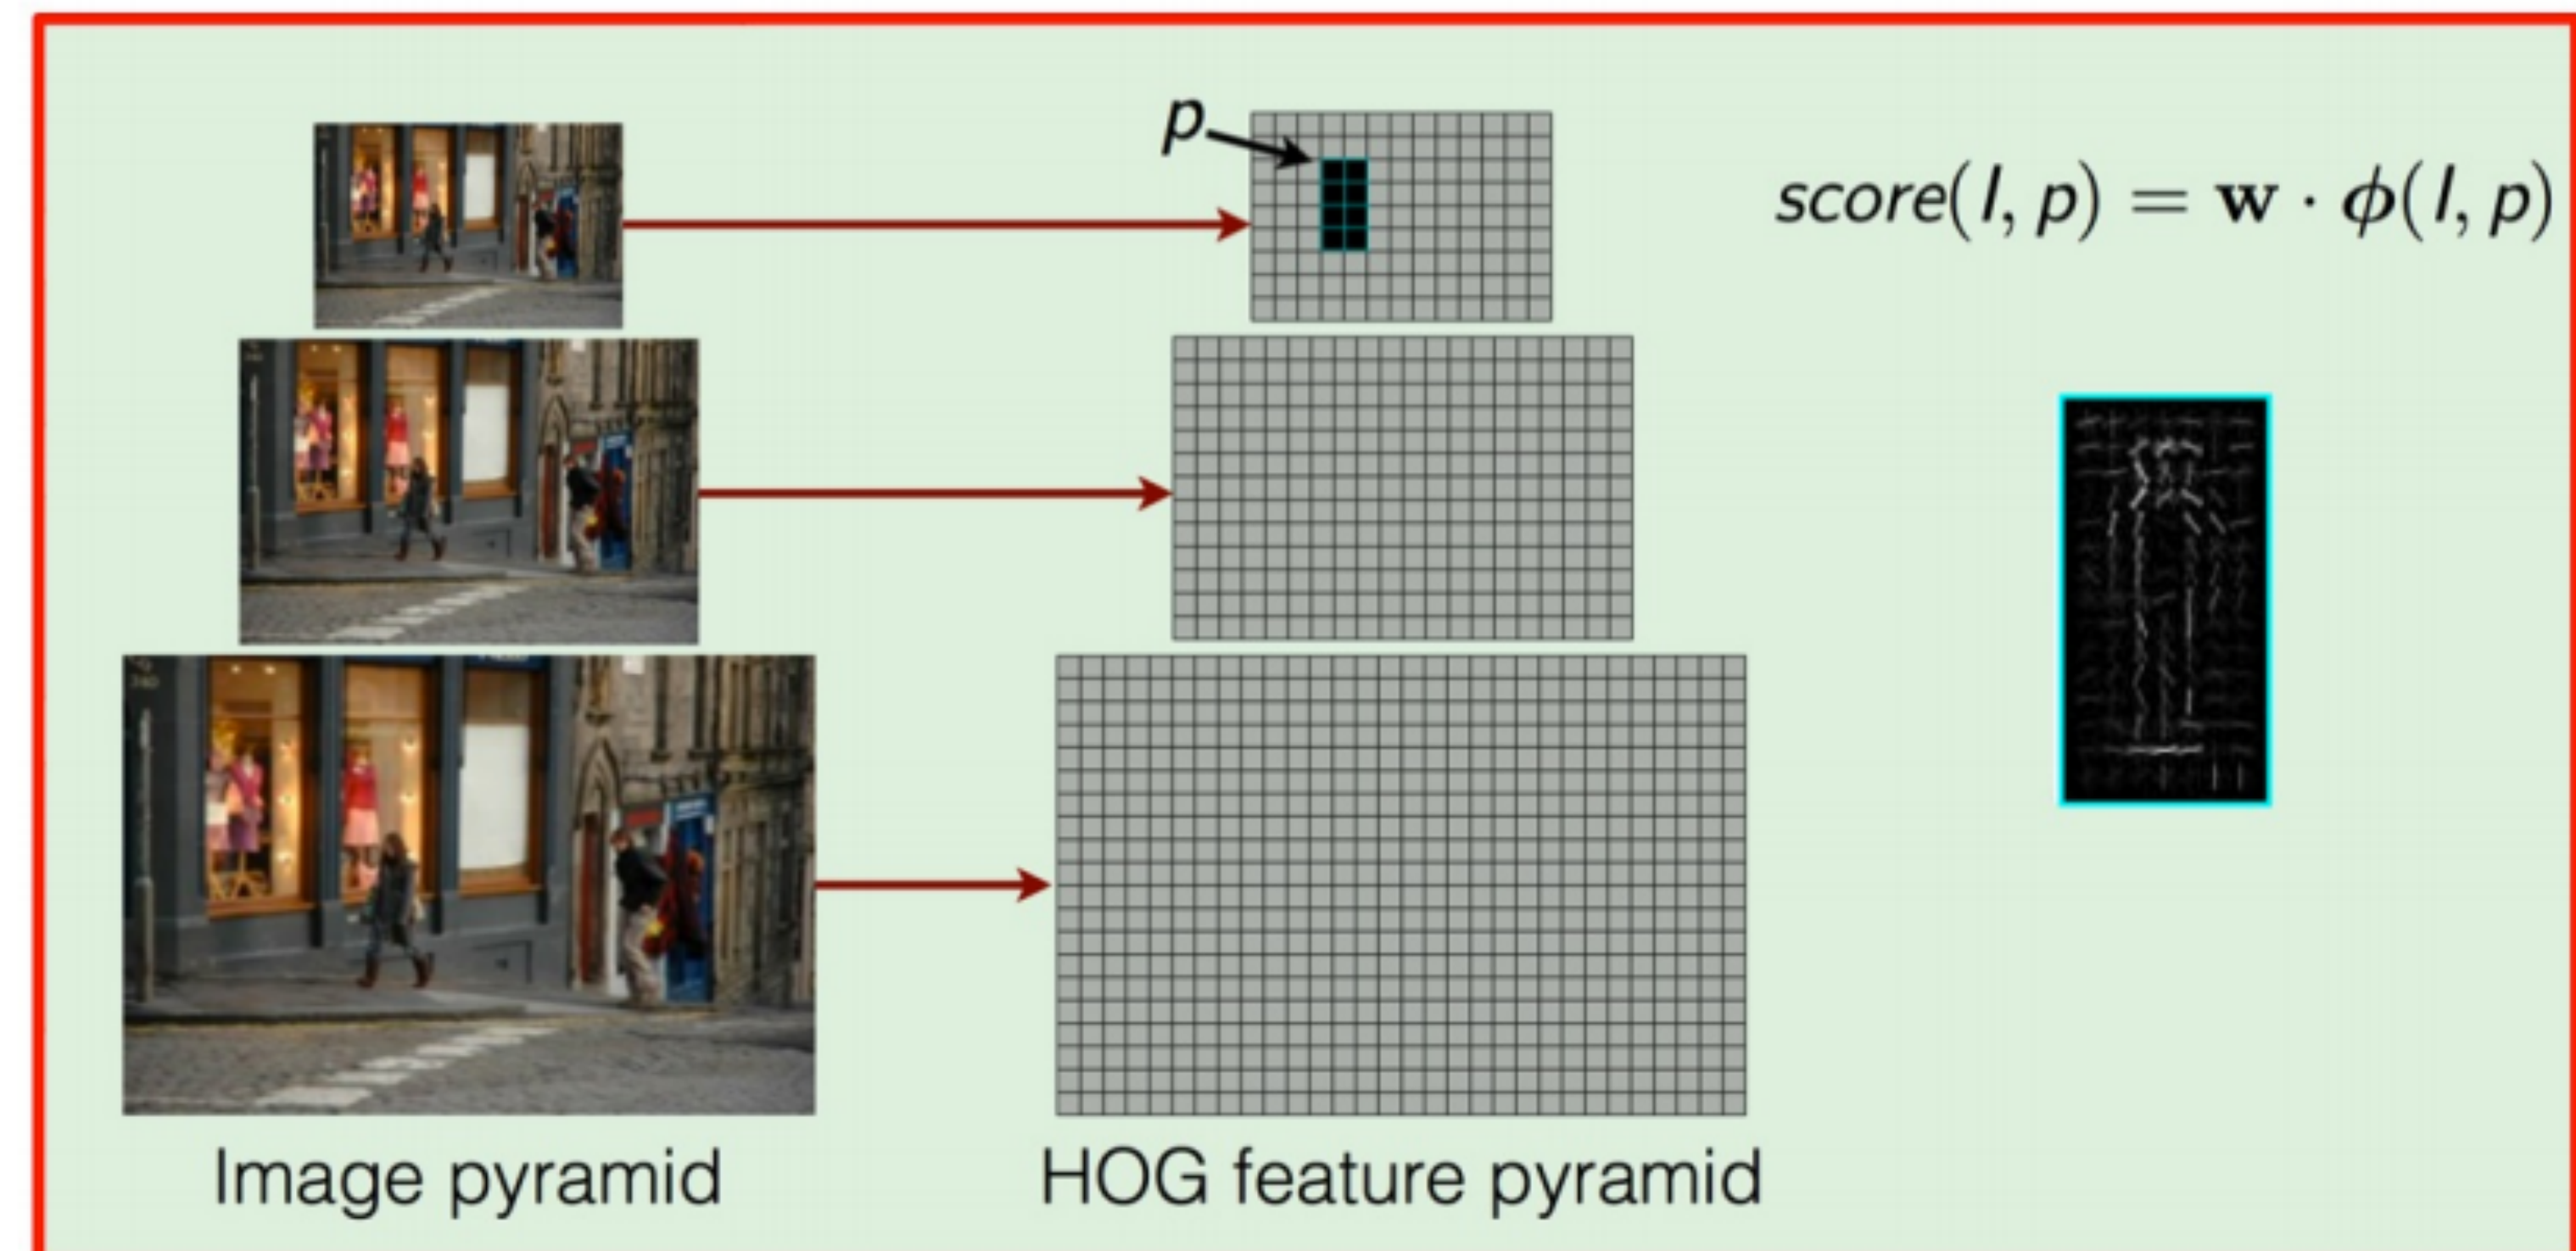 p
score(I, p) = w · ϕ(I, p)
Image pyramid
HOG feature pyramid